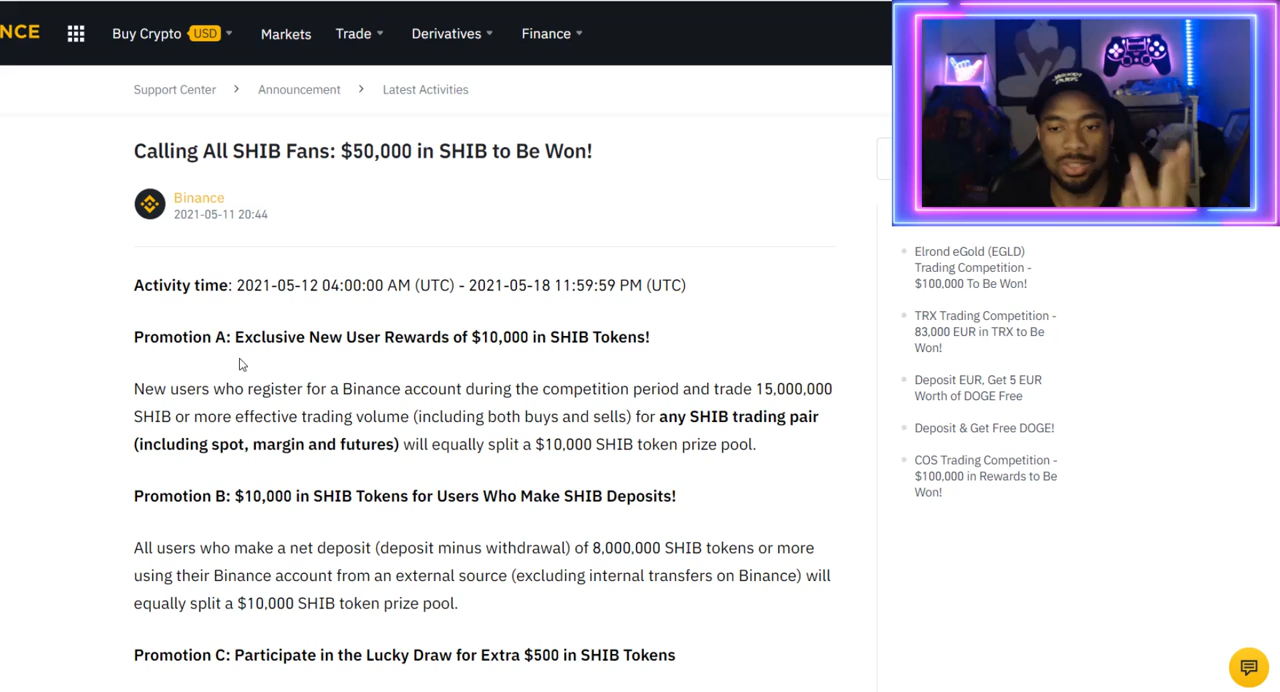 NCE
Buy Crypto USD Markets Trade Derivatives Finance
Support Center > Announcement > Latest Activities
Calling All SHIB Fans: $50,000 in SHIB to Be Won!
Binance
2021-05-11 20:44
Activity time: 2021-05-12 04:00:00 AM (UTC) - 2021-05-18 11:59:59 PM (UTC)
Promotion A: Exclusive New User Rewards of $10,000 in SHIB Tokens!
New users who register for a Binance account during the competition period and trade 15,000,000
SHIB or more effective trading volume (including both buys and sells) for any SHIB trading pair
(including spot, margin and futures) will equally split a $10,000 SHIB token prize pool.
Promotion B: $10,000 in SHIB Tokens for Users Who Make SHIB Deposits!
All users who make a net deposit (deposit minus withdrawal) of 8,000,000 SHIB tokens or more
using their Binance account from an external source (excluding internal transfers on Binance) will
equally split a $10,000 SHIB token prize pool.
Promotion C: Participate in the Lucky Draw for Extra $500 in SHIB Tokens
Elrond eGold (EGLD)
Trading Competition -
$100,000 To Be Won!
TRX Trading Competition -
83,000 EUR in TRX to Be
Won!
Deposit EUR, Get 5 EUR
Worth of DOGE Free
Deposit & Get Free DOGE!
COS Trading Competition -
$100,000 in Rewards to Be
Won!